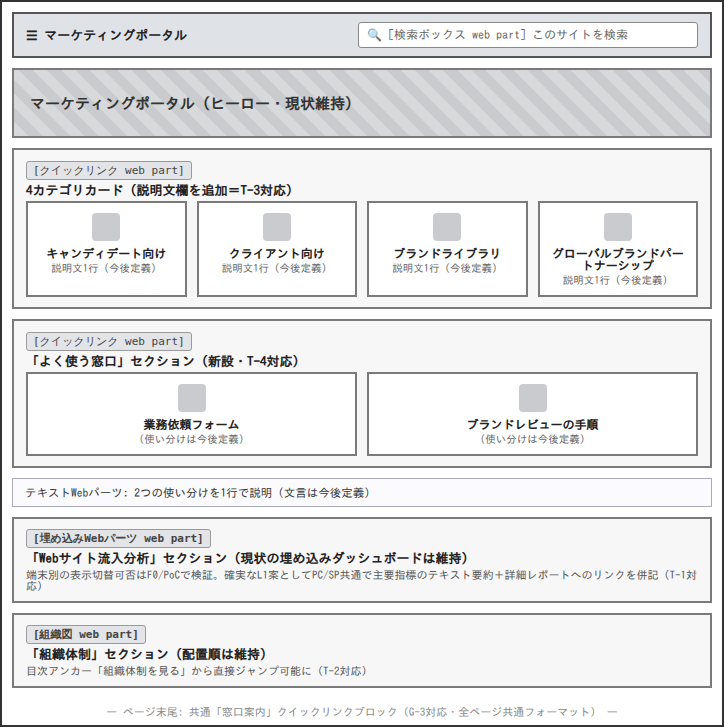 ☰ マーケティングポータル
🔍 [検索ボックス web part] このサイトを検索
マーケティングポータル（ヒーロー・現状維持）
[クイックリンク web part]
4カテゴリカード（説明文欄を追加＝T-3対応）
キャンディデート向け
説明文1行（今後定義）
クライアント向け
説明文1行（今後定義）
ブランドライブラリ
説明文1行（今後定義）
グローバルブランドパー
トナーシップ
説明文1行（今後定義）
[クイックリンク web part]
「よく使う窓口」セクション（新設・T-4対応）
業務依頼フォーム
（使い分けは今後定義）
ブランドレビューの手順
（使い分けは今後定義）
テキストWebパーツ: 2つの使い分けを1行で説明（文言は今後定義）
[埋め込みWebパーツ web part]
「Webサイト流入分析」セクション（現状の埋め込みダッシュボードは維持）
端末別の表示切替可否はF0/PoCで検証。確実なL1案としてPC/SP共通で主要指標のテキスト要約＋詳細レポートへのリンクを併記（T-1対
応）
[組織図 web part]
「組織体制」セクション（配置順は維持）
目次アンカー「組織体制を見る」から直接ジャンプ可能に（T-2対応）
— ページ末尾: 共通「窓口案内」クイックリンクブロック（G-3対応・全ページ共通フォーマット） —